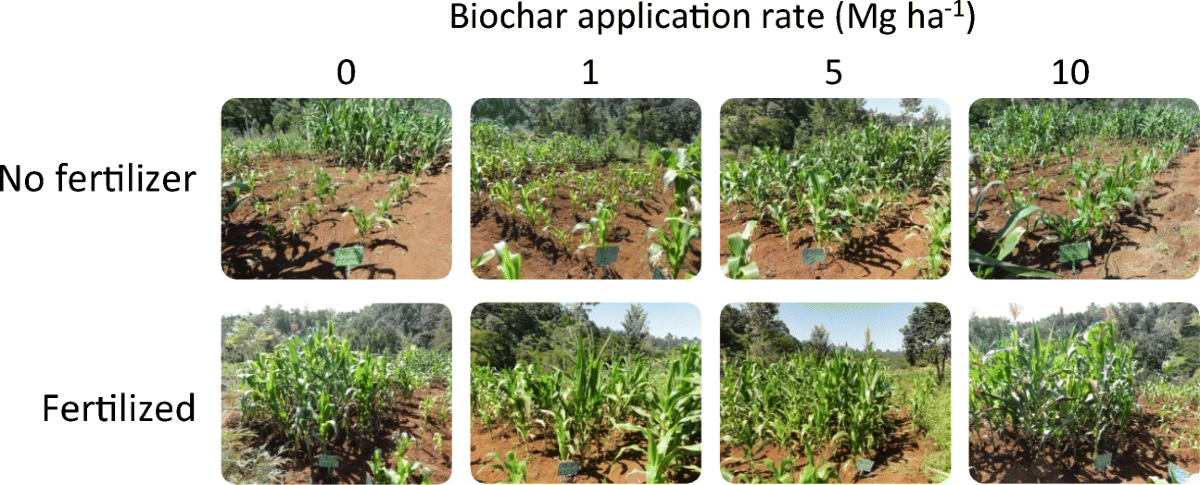 Biochar application rate (Mg ha⁻¹)
0 1 5 10
No fertilizer
Fertilized